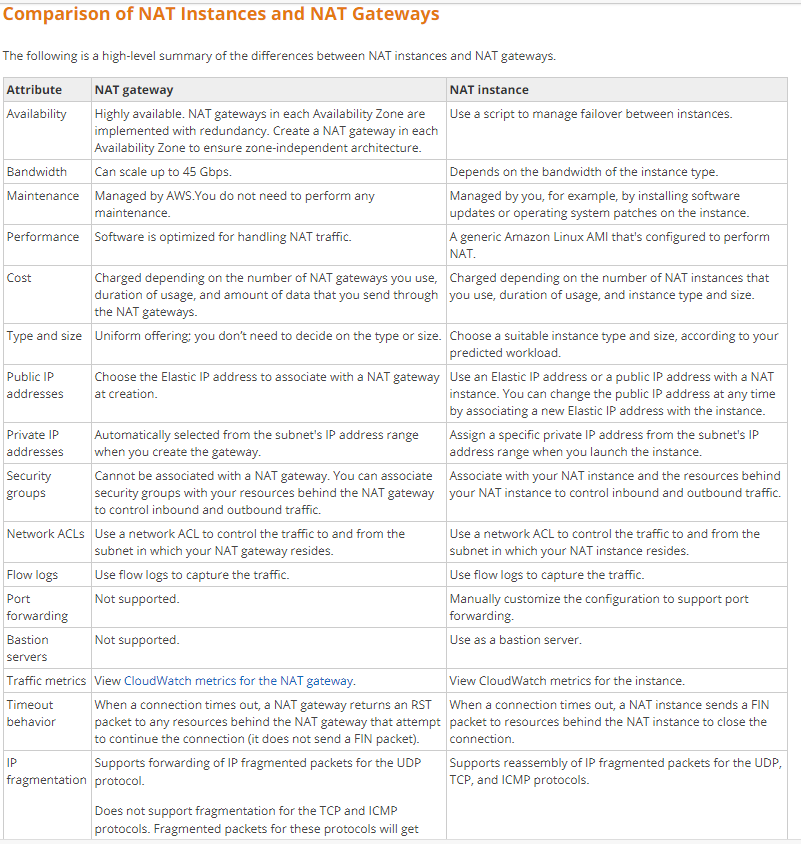 Comparison of NAT Instances and NAT Gateways
The following is a high-level summary of the differences between NAT instances and NAT gateways.
Attribute NAT gateway NAT instance
Availability Highly available. NAT gateways in each Availability Zone are Use a script to manage failover between instances.
implemented with redundancy. Create a NAT gateway in each
Availability Zone to ensure zone-independent architecture.
Bandwidth Can scale up to 45 Gbps. Depends on the bandwidth of the instance type.
Maintenance Managed by AWS.You do not need to perform any Managed by you, for example, by installing software
maintenance. updates or operating system patches on the instance.
Performance Software is optimized for handling NAT traffic. A generic Amazon Linux AMI that's configured to perform
NAT.
Cost Charged depending on the number of NAT gateways you use, Charged depending on the number of NAT instances that
duration of usage, and amount of data that you send through you use, duration of usage, and instance type and size.
the NAT gateways.
Type and size Uniform offering; you don't need to decide on the type or size. Choose a suitable instance type and size, according to your
predicted workload.
Public IP Choose the Elastic IP address to associate with a NAT gateway Use an Elastic IP address or a public IP address with a NAT
addresses at creation. instance. You can change the public IP address at any time
by associating a new Elastic IP address with the instance.
Private IP Automatically selected from the subnet's IP address range Assign a specific private IP address from the subnet's IP
addresses when you create the gateway. address range when you launch the instance.
Security Cannot be associated with a NAT gateway. You can associate Associate with your NAT instance and the resources behind
groups security groups with your resources behind the NAT gateway your NAT instance to control inbound and outbound traffic.
to control inbound and outbound traffic.
Network ACLs Use a network ACL to control the traffic to and from the Use a network ACL to control the traffic to and from the
subnet in which your NAT gateway resides. subnet in which your NAT instance resides.
Flow logs Use flow logs to capture the traffic. Use flow logs to capture the traffic.
Port Not supported. Manually customize the configuration to support port
forwarding forwarding.
Bastion Not supported. Use as a bastion server.
servers
Traffic metrics View CloudWatch metrics for the NAT gateway. View CloudWatch metrics for the instance.
Timeout When a connection times out, a NAT gateway returns an RST When a connection times out, a NAT instance sends a FIN
behavior packet to any resources behind the NAT gateway that attempt packet to resources behind the NAT instance to close the
to continue the connection (it does not send a FIN packet). connection.
IP Supports forwarding of IP fragmented packets for the UDP Supports reassembly of IP fragmented packets for the UDP,
fragmentation protocol. TCP, and ICMP protocols.
Does not support fragmentation for the TCP and ICMP
protocols. Fragmented packets for these protocols will get